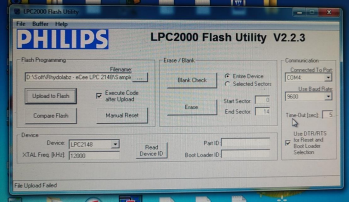 LPC2000 Flash Utility
File Buffer Help
PHILIPS
LPC2000 Flash Utility V2.2.3
Flash Programming
Filename:
D:\Soft\Rhydolabz - eCee LPC 2148\Sample
...
Upload to Flash
Execute Code
after Upload
Compare Flash
Manual Reset
Erase / Blank
Blank Check
Entire Device
Selected Sectors
Erase
Start Sector
0
End Sector
14
Communication
Connected To Port
COM4:
Use Baud Rate
9600
Time-Out [sec]
5
Use DTR/RTS
for Reset and
Boot Loader
Selection
Device
Device:
LPC2148
XTAL Freq. [kHz]:
12000
Read
Device ID
Part ID:
Boot Loader ID:
File Upload Failed